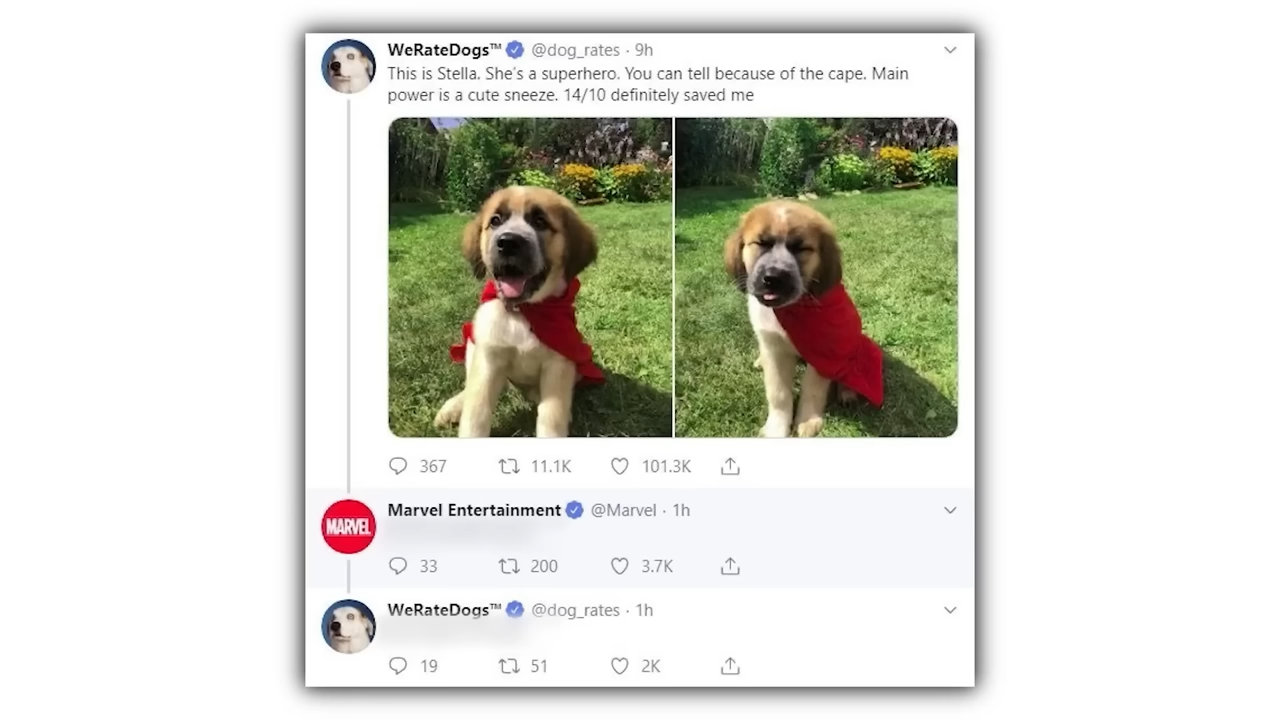 WeRateDogs™ @dog_rates · 9h
This is Stella. She's a superhero. You can tell because of the cape. Main
power is a cute sneeze. 14/10 definitely saved me
367 11.1K 101.3K
Marvel Entertainment @Marvel · 1h
MARVEL
33 200 3.7K
WeRateDogs™ @dog_rates · 1h
19 51 2K